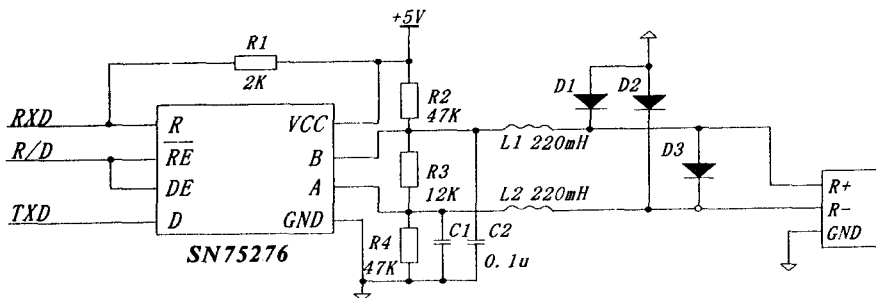 +5V
R1
2K
R2
47K
D1
D2
RXD
R
VCC
R/D
RE
B
R3
12K
L1 220mH
D3
DE
A
L2 220mH
R+
TXD
D
GND
R-
GND
SN75276
R4
47K
C1
C2
0.1u